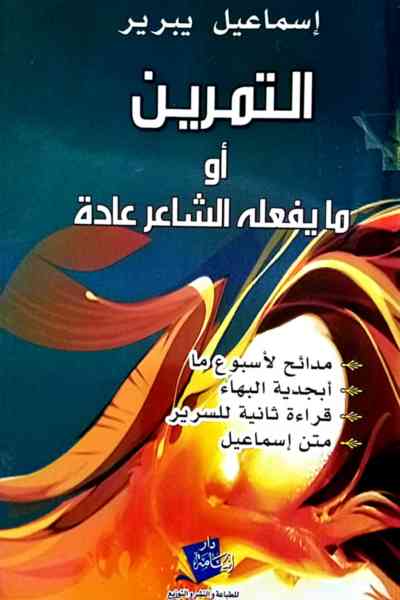 إسماعيل يبرير
التمرين
أو
ما يفعله الشاعر عادة
مدائح لأسبوع ما
أبجدية البهاء
قراءة ثانية للسرير
متن إسماعيل
دار
أسامة
للطباعة والنشر والتوزيع